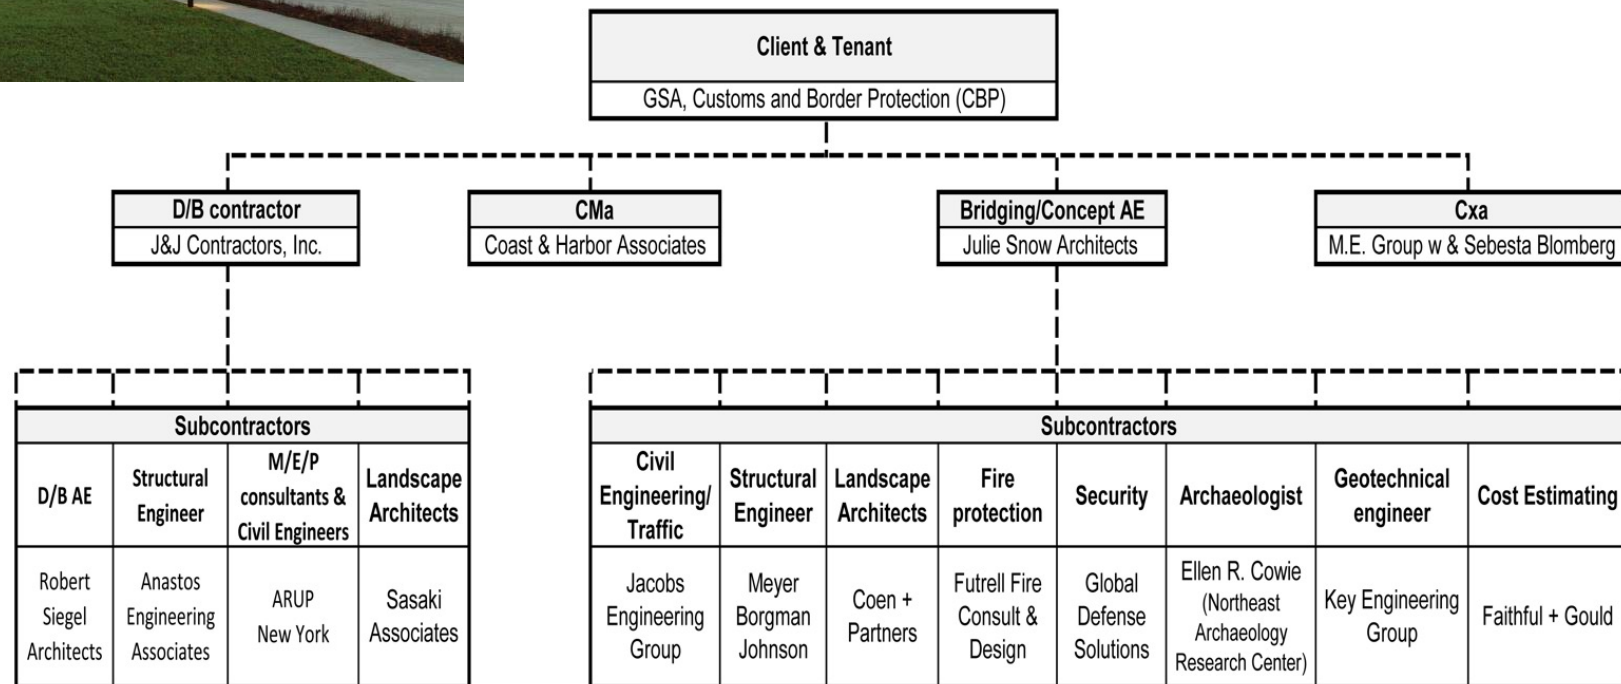 Client & Tenant
GSA, Customs and Border Protection (CBP)
D/B contractor
J&J Contractors, Inc.
CMa
Coast & Harbor Associates
Bridging/Concept AE
Julie Snow Architects
Cxa
M.E. Group w & Sebesta Blomberg
Subcontractors
D/B AE
Structural
Engineer
M/E/P
consultants &
Civil Engineers
Landscape
Architects
Robert
Siegel
Architects
Anastos
Engineering
Associates
ARUP
New York
Sasaki
Associates
Subcontractors
Civil
Engineering/
Traffic
Structural
Engineer
Landscape
Architects
Fire
protection
Security
Archaeologist
Geotechnical
engineer
Cost Estimating
Jacobs
Engineering
Group
Meyer
Borgman
Johnson
Coen +
Partners
Futrell Fire
Consult &
Design
Global
Defense
Solutions
Ellen R. Cowie
(Northeast
Archaeology
Research Center)
Key Engineering
Group
Faithful + Gould